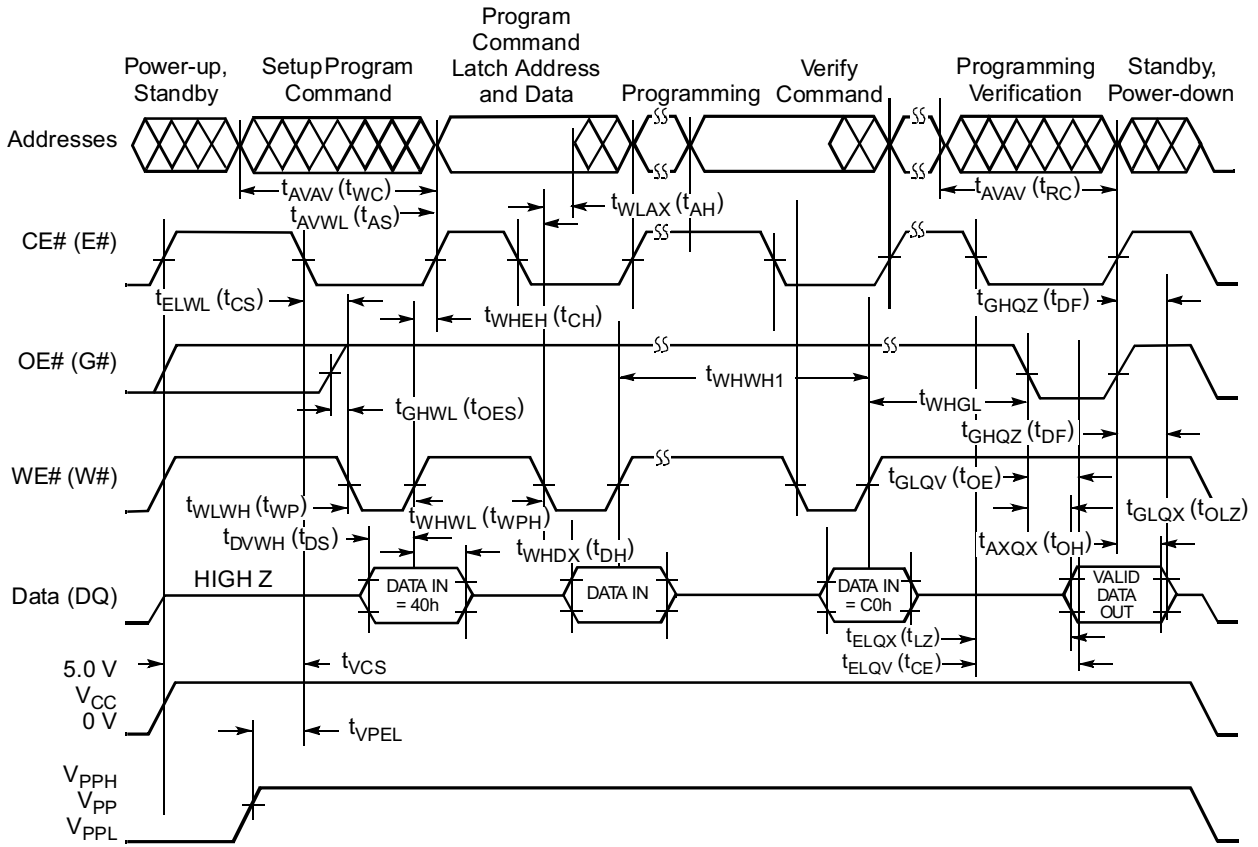 Power-up,
Standby
Setup Program
Command
Program
Command
Latch Address
and Data
Programming
Verify
Command
Programming
Verification
Standby,
Power-down
Addresses
tAVAV (tWC)
tAVWL (tAS)
tWLAX (tAH)
tAVAV (tRC)
CE# (E#)
tELWL (tCS)
tWHEH (tCH)
tGHQZ (tDF)
OE# (G#)
tWHWH1
tWHGL
tGHWL (tOES)
tGHQZ (tDF)
WE# (W#)
tGLQV (tOE)
tWLWH (tWP)
tWHWL (tWPH)
tGLQX (tOLZ)
tDVWH (tDS)
tWHDX (tDH)
tAXQX (tOH)
Data (DQ)
HIGH Z
DATA IN
= 40h
DATA IN
DATA IN
= C0h
VALID
DATA
OUT
tELQX (tLZ)
tELQV (tCE)
5.0 V
VCC
0 V
tVCS
tVPEL
VPPH
VPP
VPPL